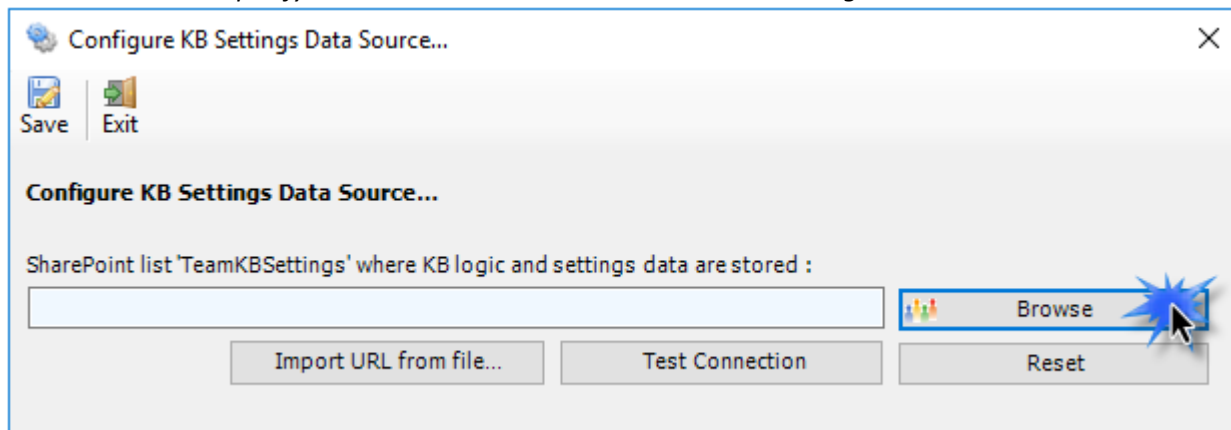 Configure KB Settings Data Source...
Save Exit
Configure KB Settings Data Source...
SharePoint list 'TeamKBSettings' where KB logic and settings data are stored :
Browse
Import URL from file... Test Connection Reset